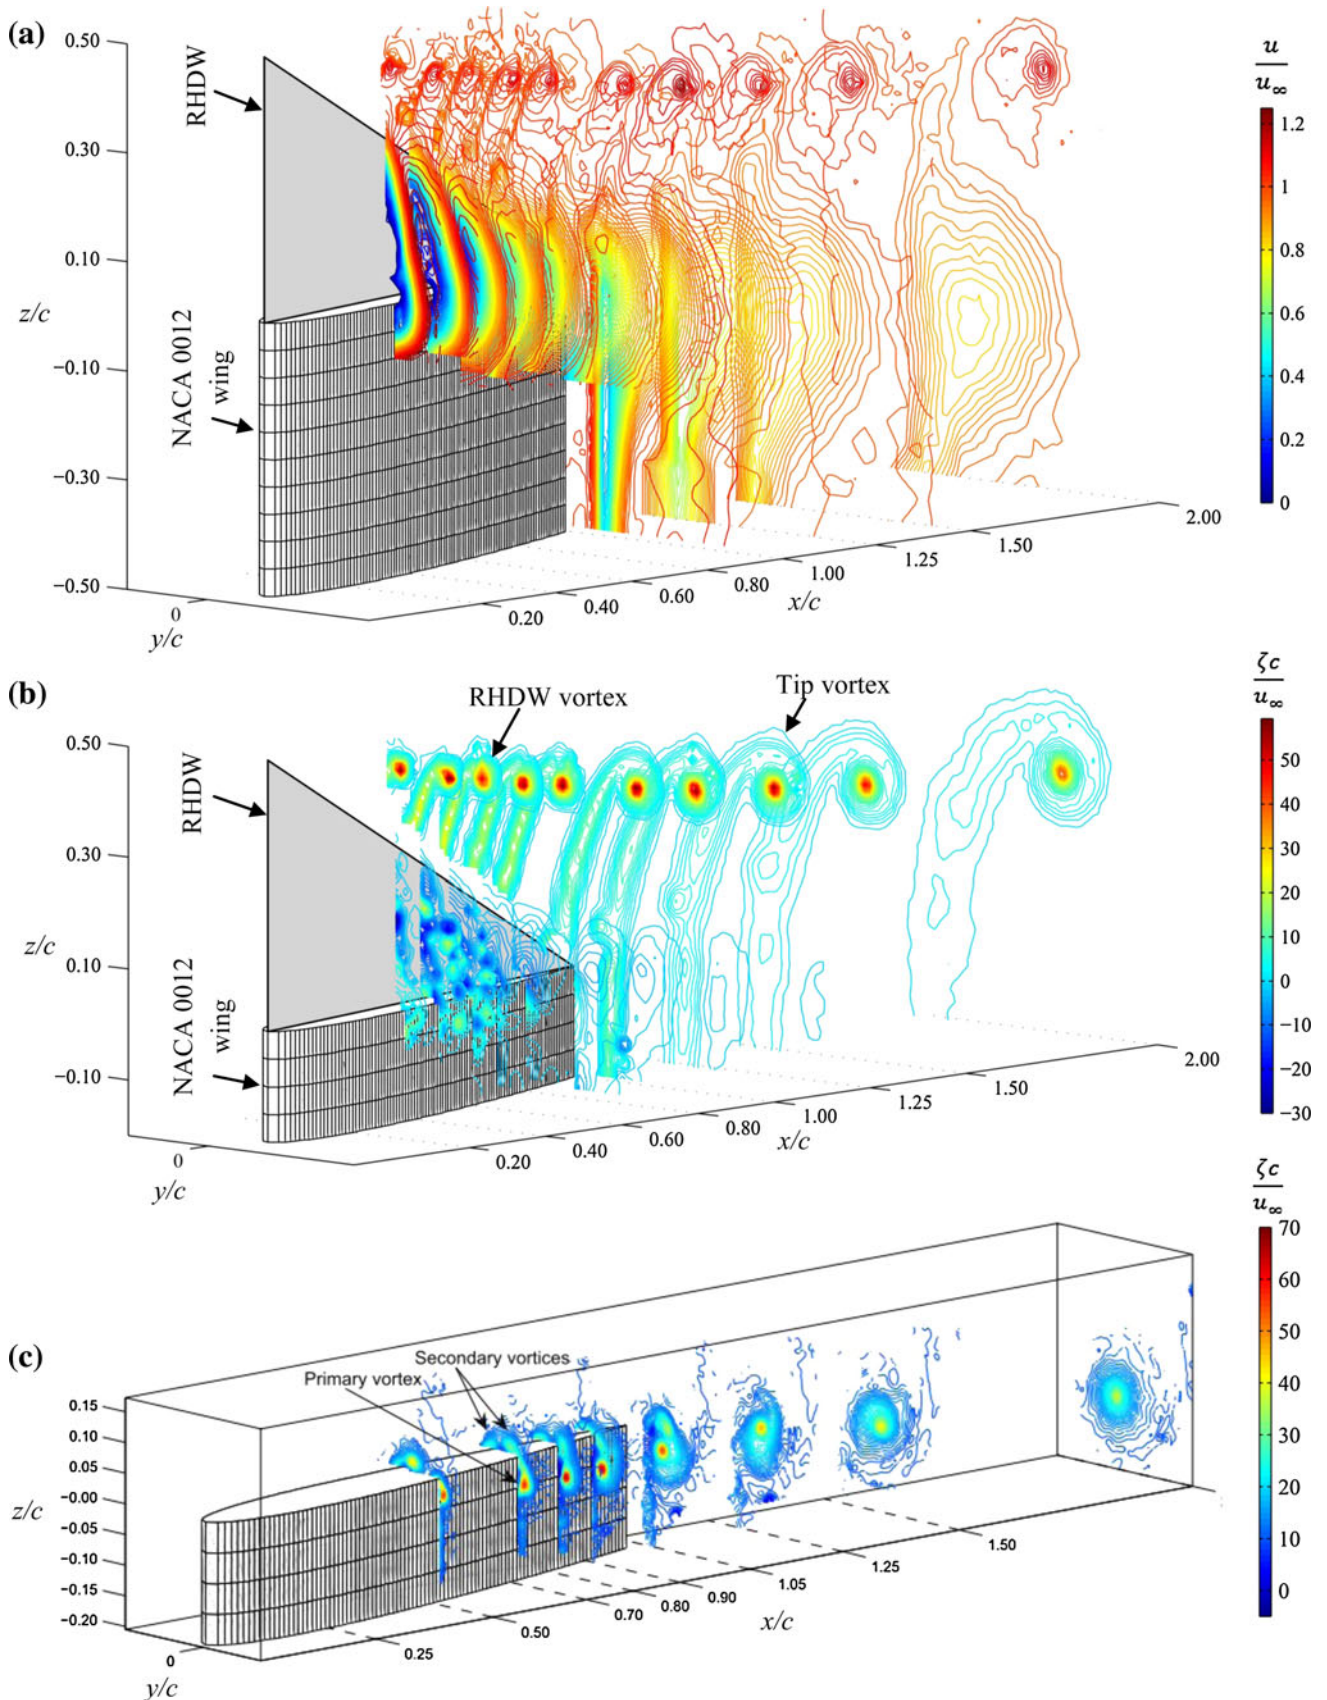 (a)
0.50
0.30
0.10
−0.10
−0.30
−0.50
z/c
RHDW
NACA 0012
wing
0
y/c
0.20
0.40
0.60
0.80
1.00
1.25
1.50
2.00
x/c
u
u∞
1.2
1
0.8
0.6
0.4
0.2
0
(b)
RHDW vortex
Tip vortex
0.50
0.30
0.10
−0.10
z/c
RHDW
NACA 0012
wing
0
y/c
0.20
0.40
0.60
0.80
1.00
1.25
1.50
2.00
x/c
ζc
u∞
50
40
30
20
10
0
−10
−20
−30
(c)
Secondary vortices
Primary vortex
0.15
0.10
0.05
−0.00
−0.05
−0.10
−0.15
−0.20
z/c
0
y/c
0.25
0.50
0.70
0.80
0.90
1.05
1.25
1.50
x/c
ζc
u∞
70
60
50
40
30
20
10
0